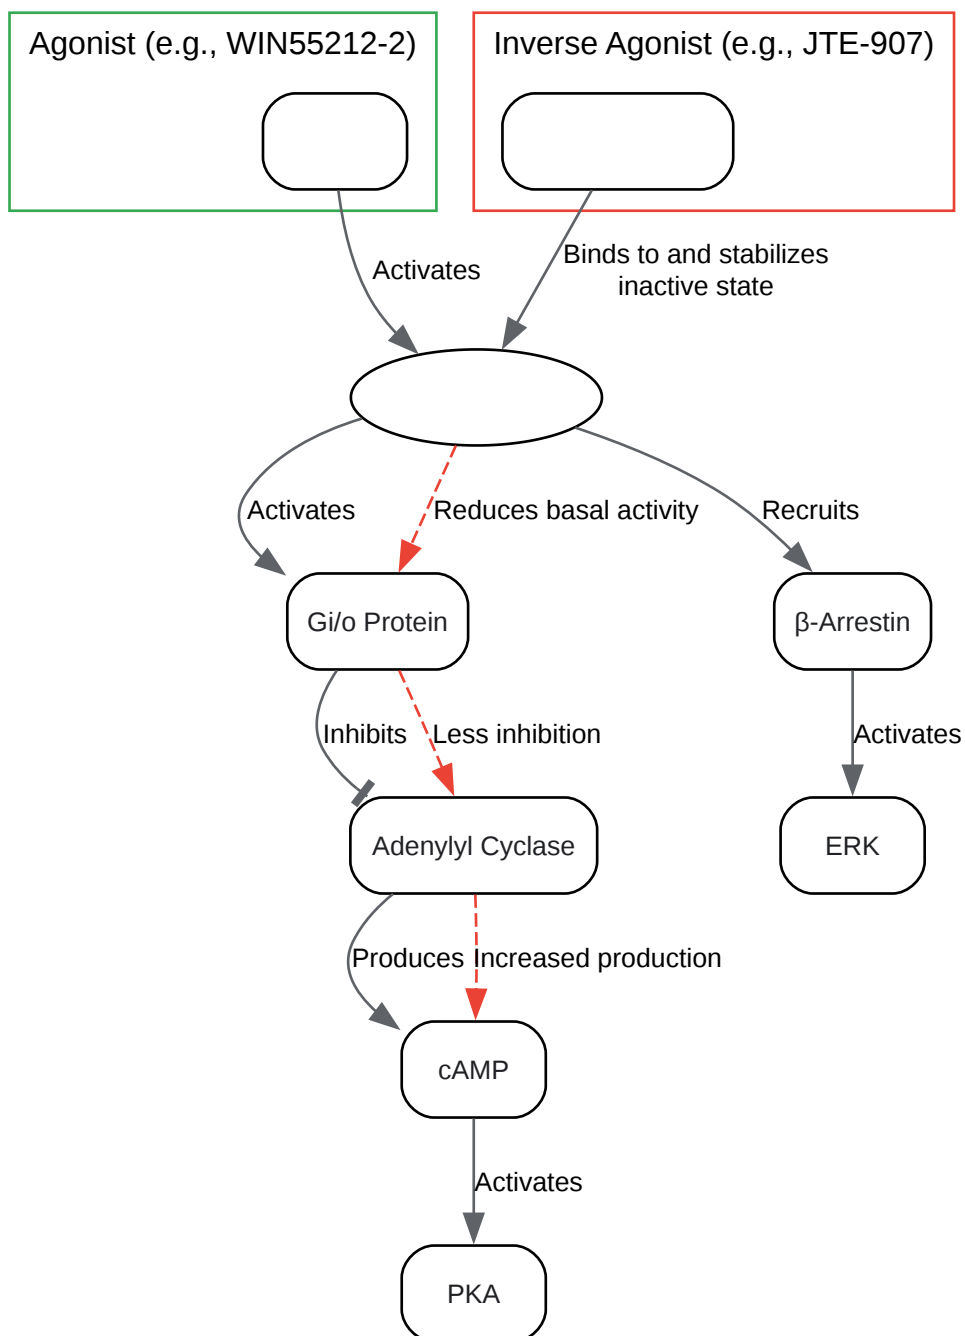 Agonist (e.g., WIN55212-2)
Inverse Agonist (e.g., JTE-907)
Activates
Binds to and stabilizes
inactive state
Activates
Reduces basal activity
Recruits
Gi/o Protein
β-Arrestin
Inhibits
Less inhibition
Activates
Adenylyl Cyclase
ERK
Produces
Increased production
cAMP
Activates
PKA